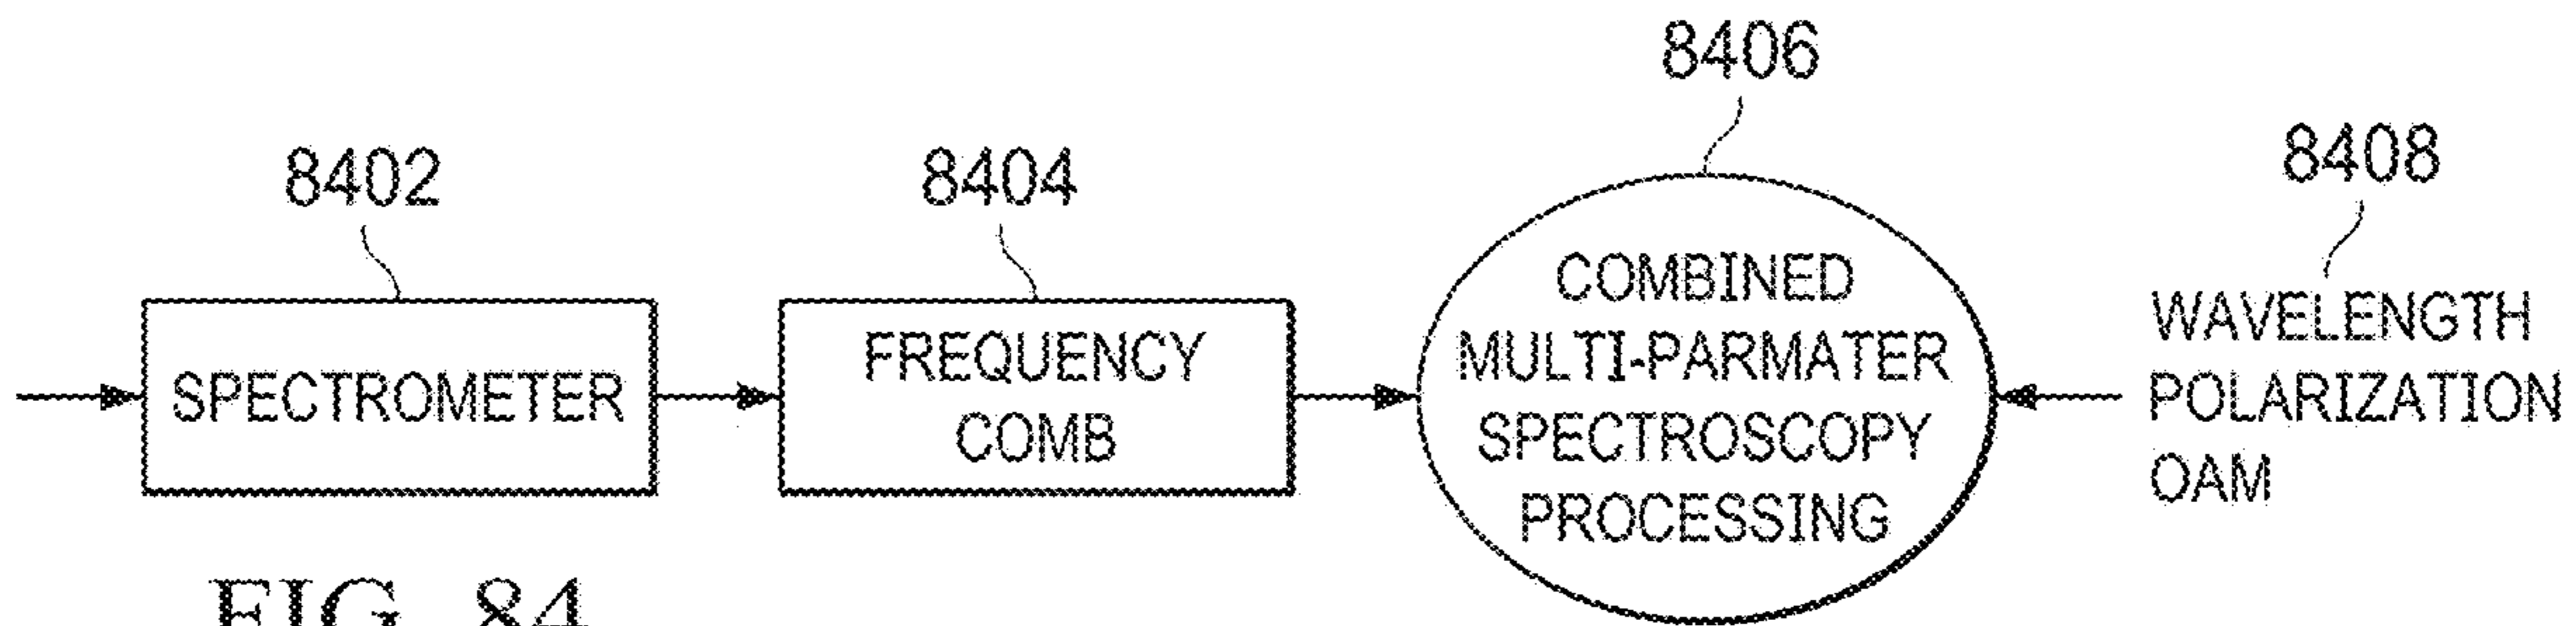 8406
8408
8402
8404
SPECTROMETER
FREQUENCY
COMB
COMBINED
MULTI-PARMATER
SPECTROSCOPY
PROCESSING
WAVELENGTH
POLARIZATION
OAM
FIG. 84